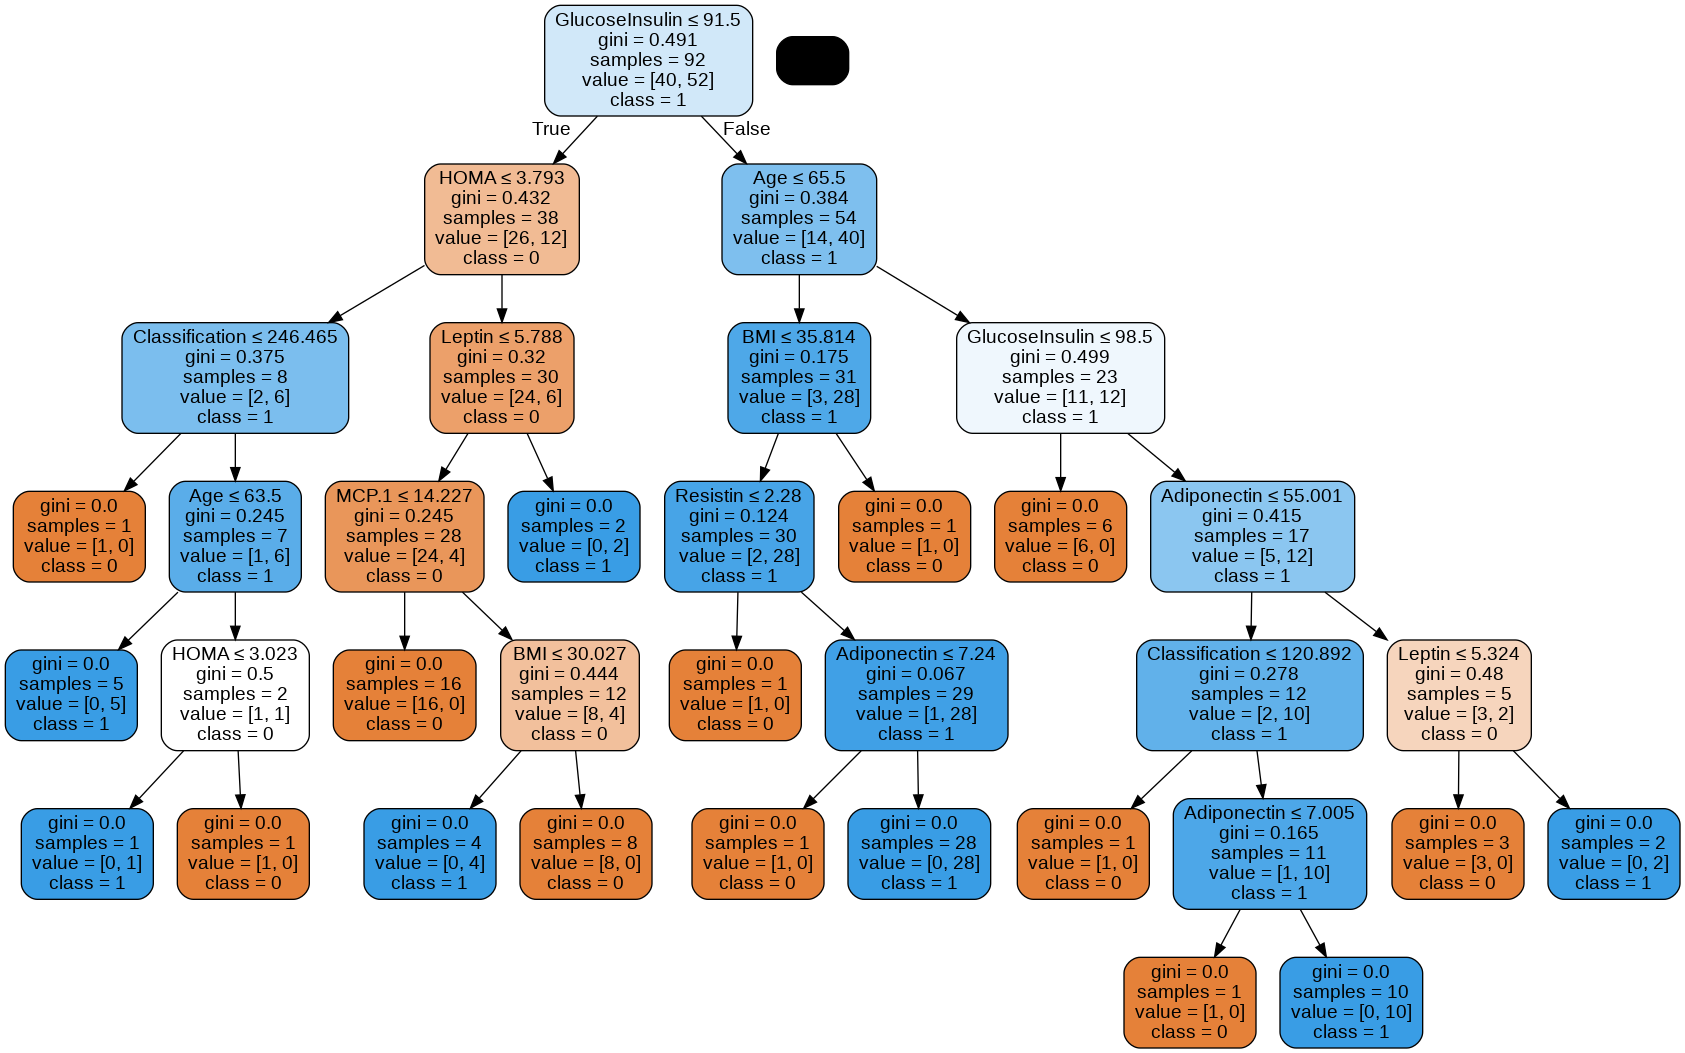 GlucoseInsulin ≤ 91.5
gini = 0.491
samples = 92
value = [40, 52]
class = 1
True
False
HOMA ≤ 3.793
gini = 0.432
samples = 38
value = [26, 12]
class = 0
Age ≤ 65.5
gini = 0.384
samples = 54
value = [14, 40]
class = 1
Classification ≤ 246.465
gini = 0.375
samples = 8
value = [2, 6]
class = 1
Leptin ≤ 5.788
gini = 0.32
samples = 30
value = [24, 6]
class = 0
BMI ≤ 35.814
gini = 0.175
samples = 31
value = [3, 28]
class = 1
GlucoseInsulin ≤ 98.5
gini = 0.499
samples = 23
value = [11, 12]
class = 1
gini = 0.0
samples = 1
value = [1, 0]
class = 0
Age ≤ 63.5
gini = 0.245
samples = 7
value = [1, 6]
class = 1
MCP.1 ≤ 14.227
gini = 0.245
samples = 28
value = [24, 4]
class = 0
gini = 0.0
samples = 2
value = [0, 2]
class = 1
Resistin ≤ 2.28
gini = 0.124
samples = 30
value = [2, 28]
class = 1
gini = 0.0
samples = 1
value = [1, 0]
class = 0
gini = 0.0
samples = 6
value = [6, 0]
class = 0
Adiponectin ≤ 55.001
gini = 0.415
samples = 17
value = [5, 12]
class = 1
gini = 0.0
samples = 5
value = [0, 5]
class = 1
HOMA ≤ 3.023
gini = 0.5
samples = 2
value = [1, 1]
class = 0
gini = 0.0
samples = 16
value = [16, 0]
class = 0
BMI ≤ 30.027
gini = 0.444
samples = 12
value = [8, 4]
class = 0
gini = 0.0
samples = 1
value = [1, 0]
class = 0
Adiponectin ≤ 7.24
gini = 0.067
samples = 29
value = [1, 28]
class = 1
Classification ≤ 120.892
gini = 0.278
samples = 12
value = [2, 10]
class = 1
Leptin ≤ 5.324
gini = 0.48
samples = 5
value = [3, 2]
class = 0
gini = 0.0
samples = 1
value = [0, 1]
class = 1
gini = 0.0
samples = 1
value = [1, 0]
class = 0
gini = 0.0
samples = 4
value = [0, 4]
class = 1
gini = 0.0
samples = 8
value = [8, 0]
class = 0
gini = 0.0
samples = 1
value = [1, 0]
class = 0
gini = 0.0
samples = 28
value = [0, 28]
class = 1
gini = 0.0
samples = 1
value = [1, 0]
class = 0
Adiponectin ≤ 7.005
gini = 0.165
samples = 11
value = [1, 10]
class = 1
gini = 0.0
samples = 3
value = [3, 0]
class = 0
gini = 0.0
samples = 2
value = [0, 2]
class = 1
gini = 0.0
samples = 1
value = [1, 0]
class = 0
gini = 0.0
samples = 10
value = [0, 10]
class = 1